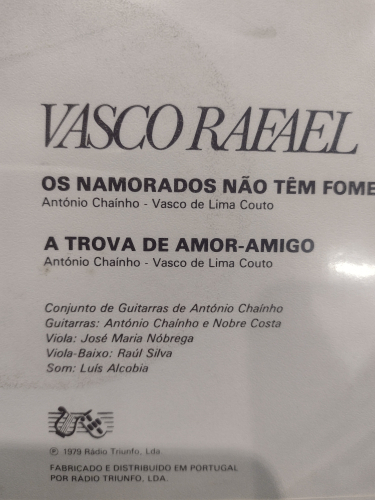 VASCO RAFAEL
OS NAMORADOS NÃO TÊM FOME
António Chaínho - Vasco de Lima Couto
A TROVA DE AMOR-AMIGO
António Chaínho - Vasco de Lima Couto
Conjunto de Guitarras de António Chaínho
Guitarras: António Chaínho e Nobre Costa
Viola: José Maria Nóbrega
Viola-Baixo: Raúl Silva
Som: Luís Alcobia
℗ 1979 Rádio Triunfo, Lda.
FABRICADO E DISTRIBUIDO EM PORTUGAL
POR RÁDIO TRIUNFO, LDA.